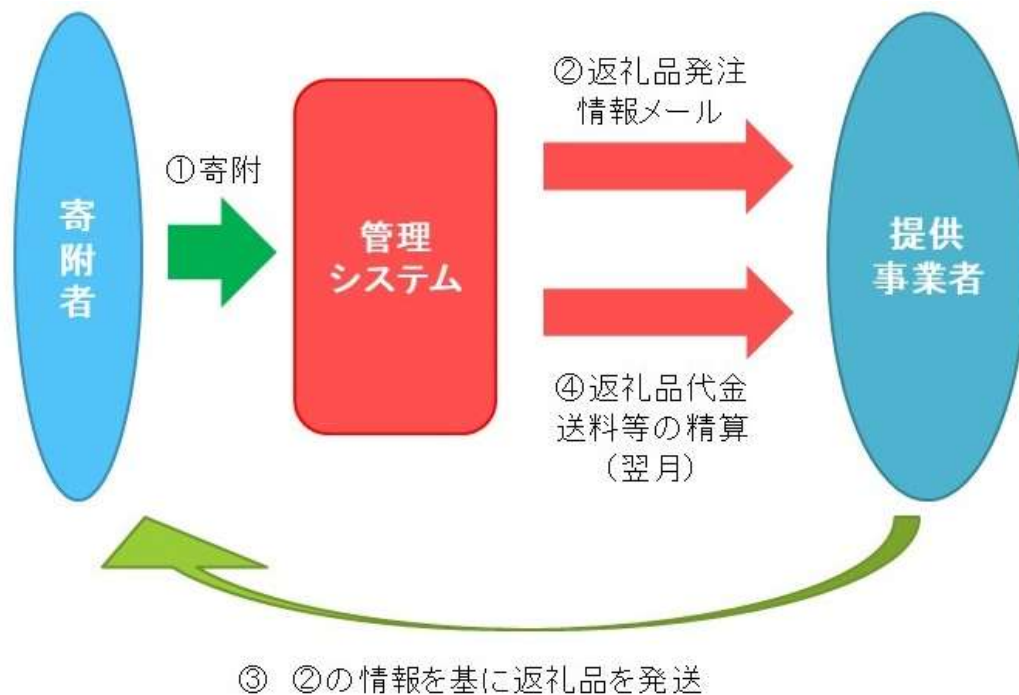 寄
附
者
①寄附
管理
システム
②返礼品発注
情報メール
④返礼品代金
送料等の精算
（翌月）
提供
事業者
③　②の情報を基に返礼品を発送